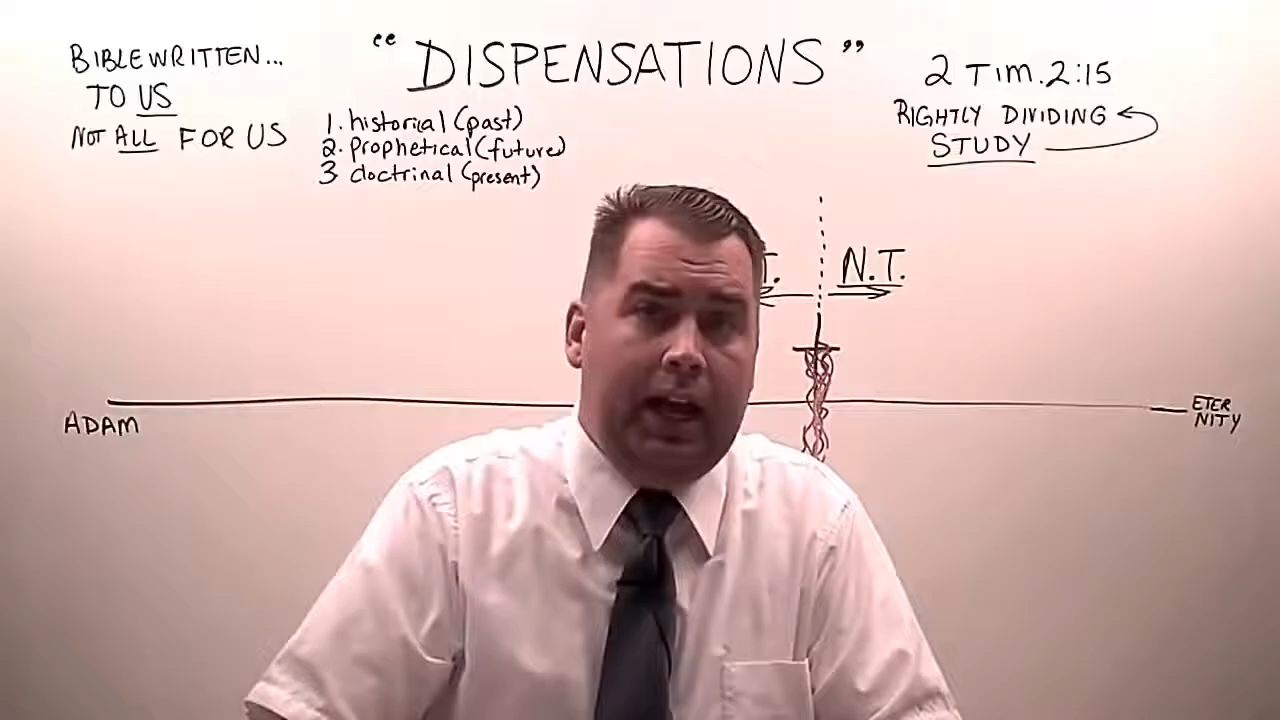 BIBLE WRITTEN...
TO US
NOT ALL FOR US
"DISPENSATIONS"
1. historical (past)
2. prophetical (future)
3 doctrinal (present)
2 TIM. 2:15
RIGHTLY DIVIDING
STUDY
T.
N.T.
ADAM
ETER
NITY